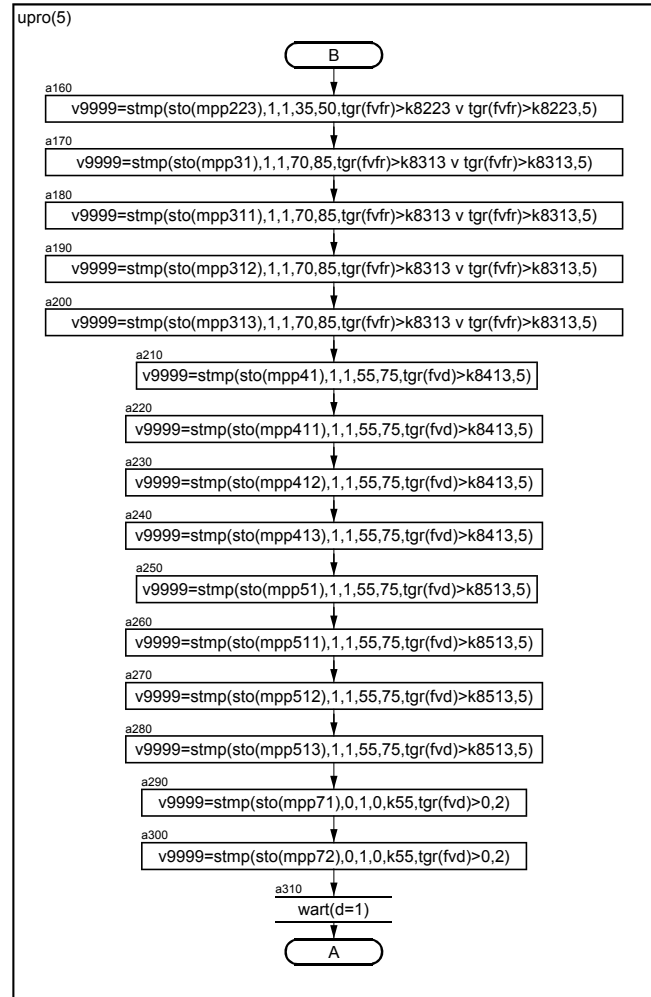 upro(5)
B
a160
v9999=stmp(sto(mpp223),1,1,35,50,tgr(fvfr)>k8223 v tgr(fvfr)>k8223,5)
a170
v9999=stmp(sto(mpp31),1,1,70,85,tgr(fvfr)>k8313 v tgr(fvfr)>k8313,5)
a180
v9999=stmp(sto(mpp311),1,1,70,85,tgr(fvfr)>k8313 v tgr(fvfr)>k8313,5)
a190
v9999=stmp(sto(mpp312),1,1,70,85,tgr(fvfr)>k8313 v tgr(fvfr)>k8313,5)
a200
v9999=stmp(sto(mpp313),1,1,70,85,tgr(fvfr)>k8313 v tgr(fvfr)>k8313,5)
a210
v9999=stmp(sto(mpp41),1,1,55,75,tgr(fvd)>k8413,5)
a220
v9999=stmp(sto(mpp411),1,1,55,75,tgr(fvd)>k8413,5)
a230
v9999=stmp(sto(mpp412),1,1,55,75,tgr(fvd)>k8413,5)
a240
v9999=stmp(sto(mpp413),1,1,55,75,tgr(fvd)>k8413,5)
a250
v9999=stmp(sto(mpp51),1,1,55,75,tgr(fvd)>k8513,5)
a260
v9999=stmp(sto(mpp511),1,1,55,75,tgr(fvd)>k8513,5)
a270
v9999=stmp(sto(mpp512),1,1,55,75,tgr(fvd)>k8513,5)
a280
v9999=stmp(sto(mpp513),1,1,55,75,tgr(fvd)>k8513,5)
a290
v9999=stmp(sto(mpp71),0,1,0,k55,tgr(fvd)>0,2)
a300
v9999=stmp(sto(mpp72),0,1,0,k55,tgr(fvd)>0,2)
a310
wart(d=1)
A